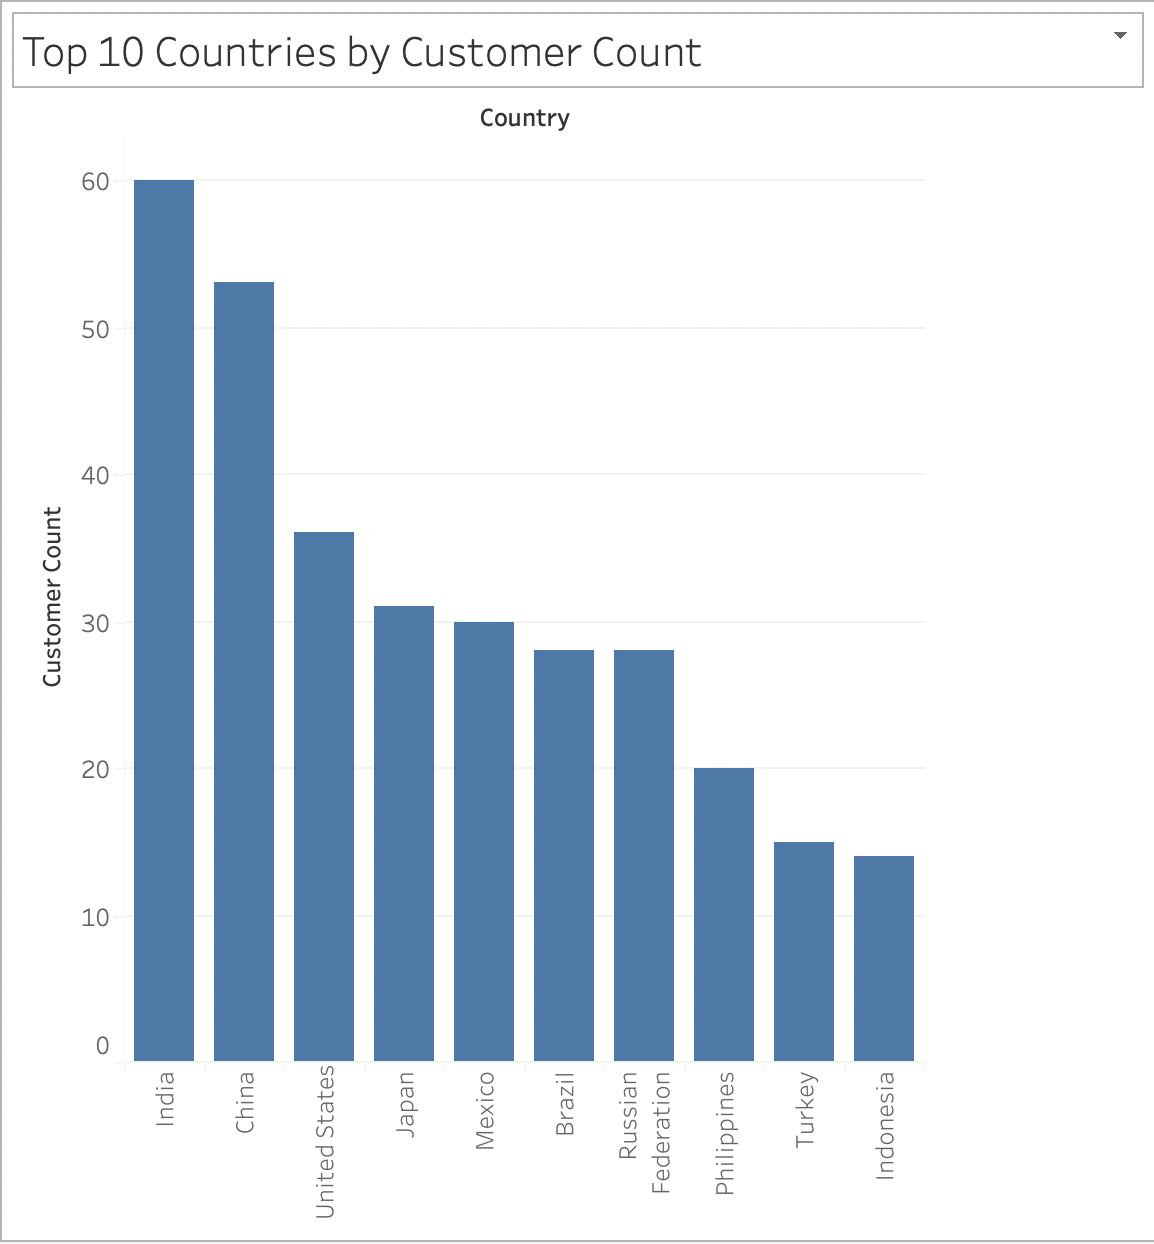 Top 10 Countries by Customer Count
Country
60
50
40
30
20
10
0
Customer Count
India
China
United States
Japan
Mexico
Brazil
Russian
Federation
Philippines
Turkey
Indonesia